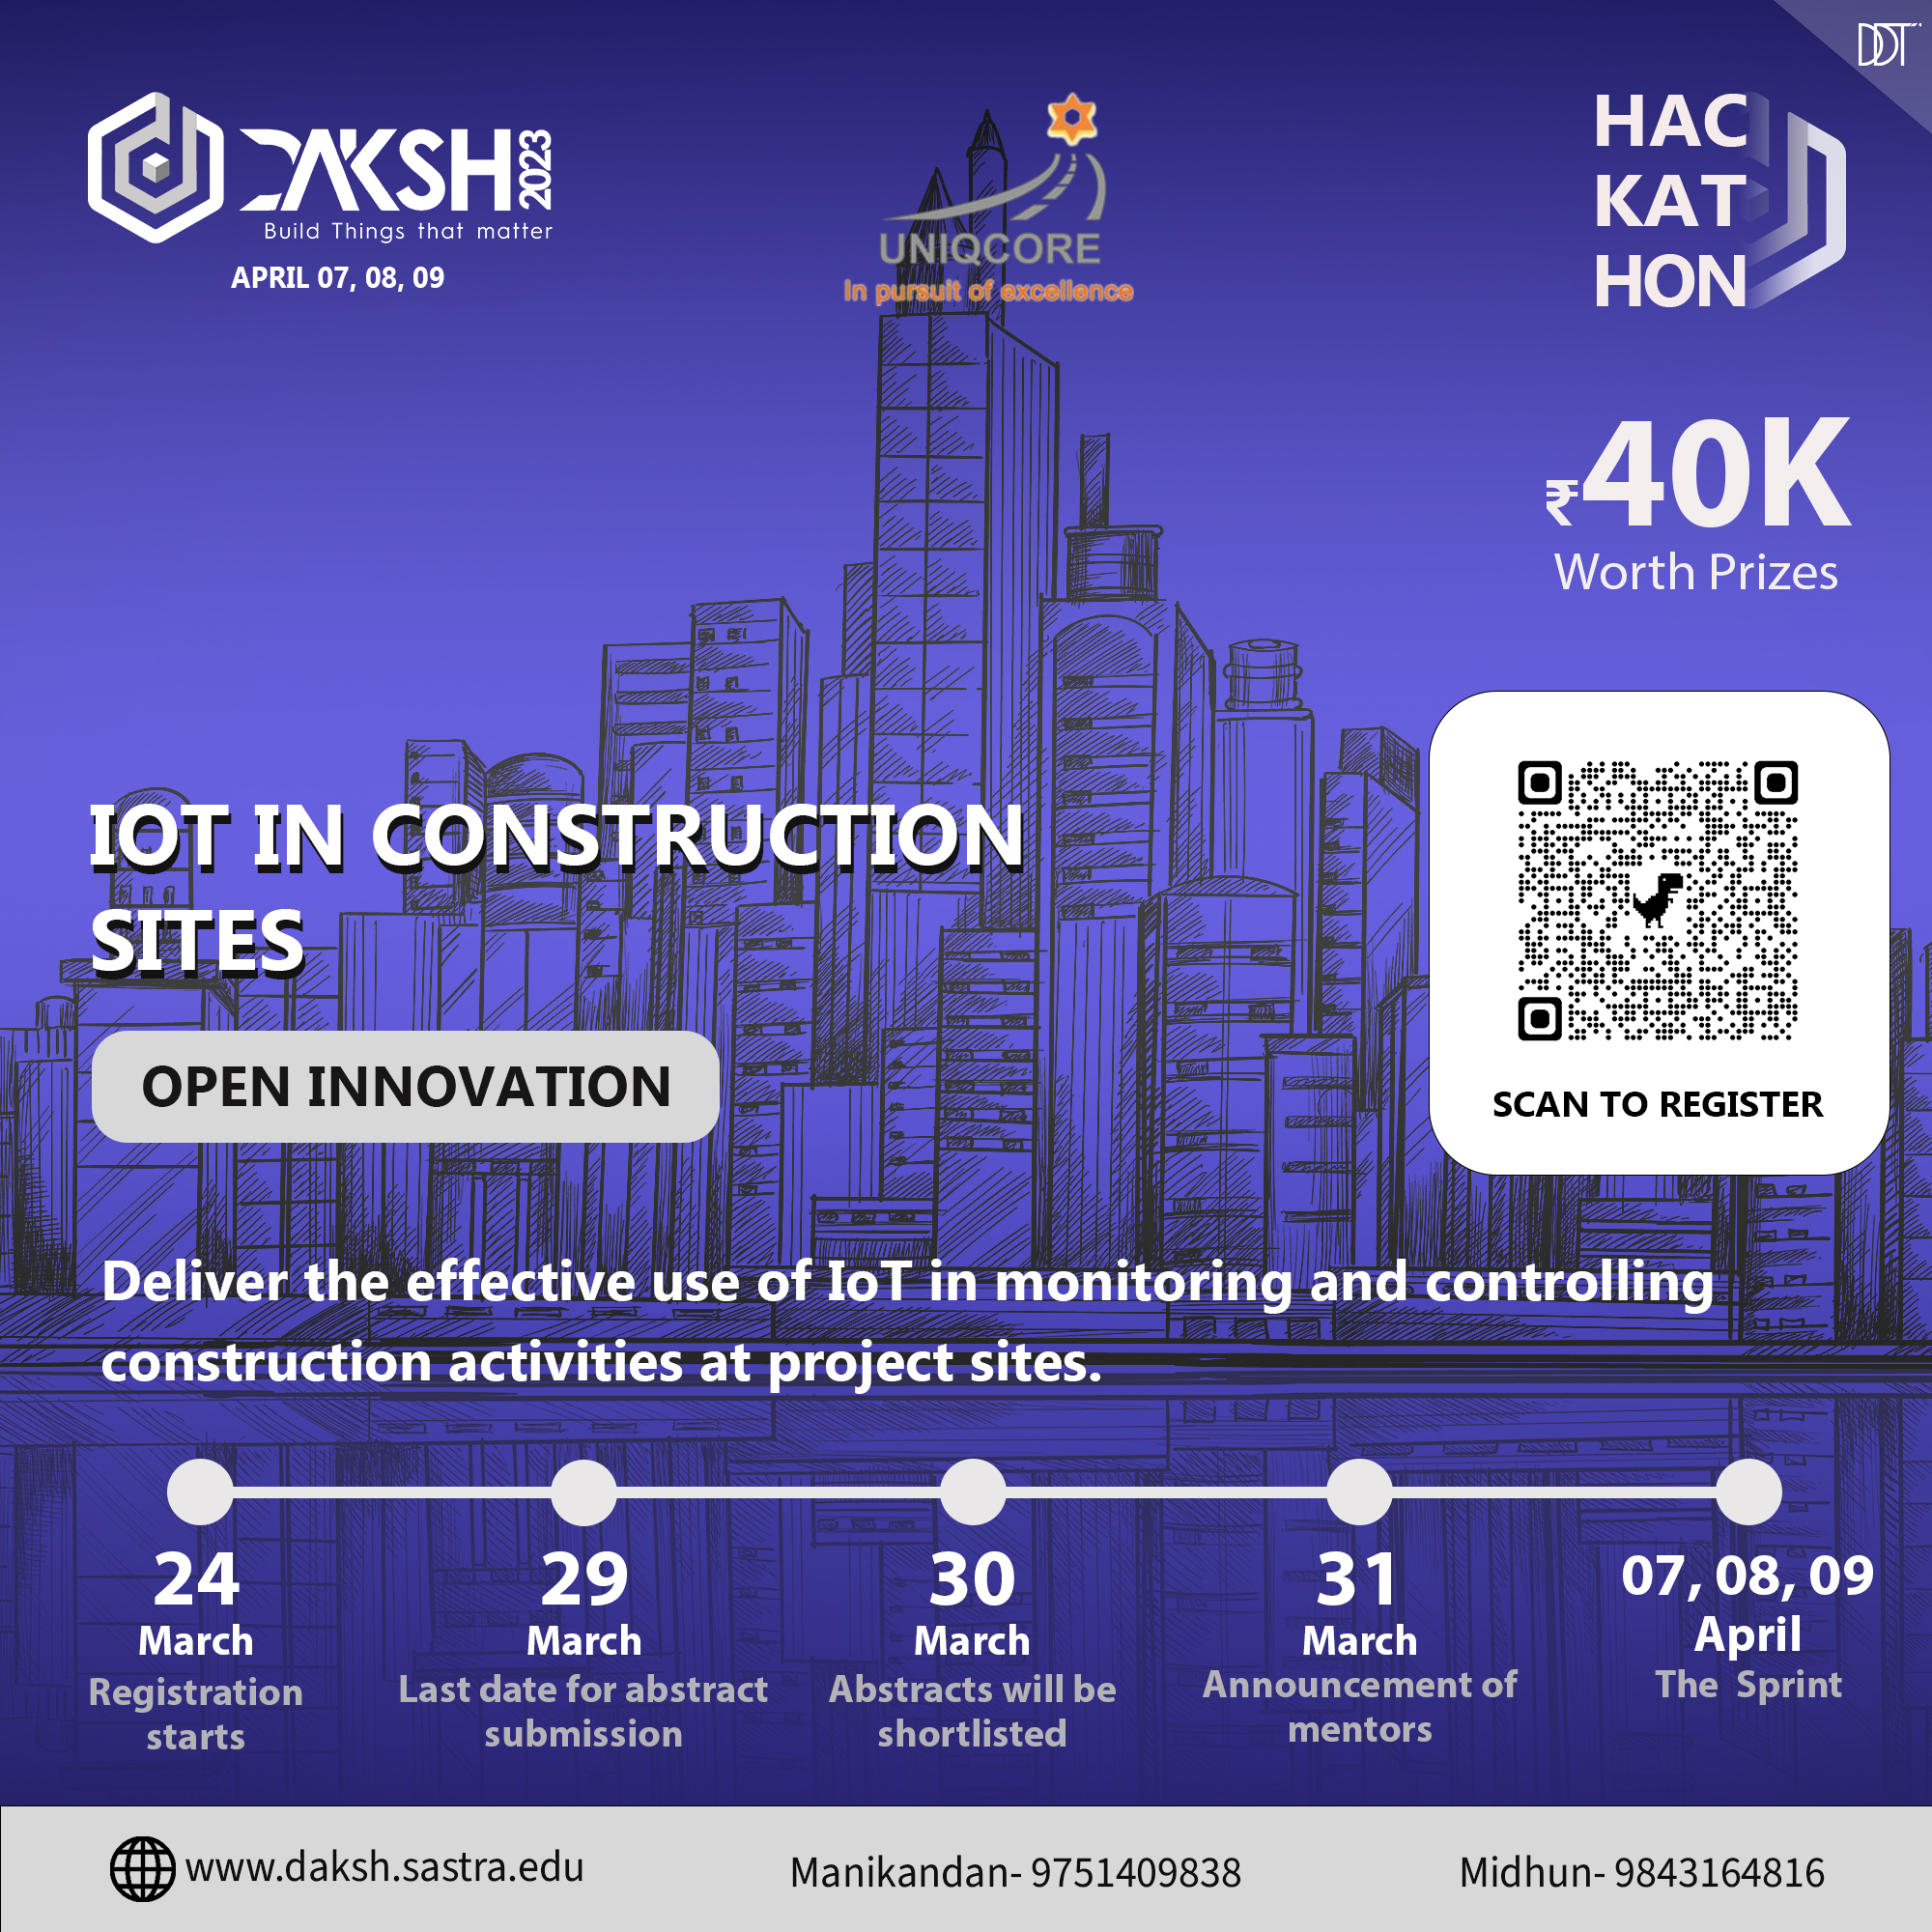 DDT
DAKSH 2023
Build Things that matter
APRIL 07, 08, 09
UNIQCORE
In pursuit of excellence
HAC
KAT
HON
₹40K
Worth Prizes
IOT IN CONSTRUCTION
SITES
OPEN INNOVATION
SCAN TO REGISTER
Deliver the effective use of IoT in monitoring and controlling
construction activities at project sites.
24
March
Registration
starts
29
March
Last date for abstract
submission
30
March
Abstracts will be
shortlisted
31
March
Announcement of
mentors
07, 08, 09
April
The Sprint
www.daksh.sastra.edu
Manikandan- 9751409838
Midhun- 9843164816